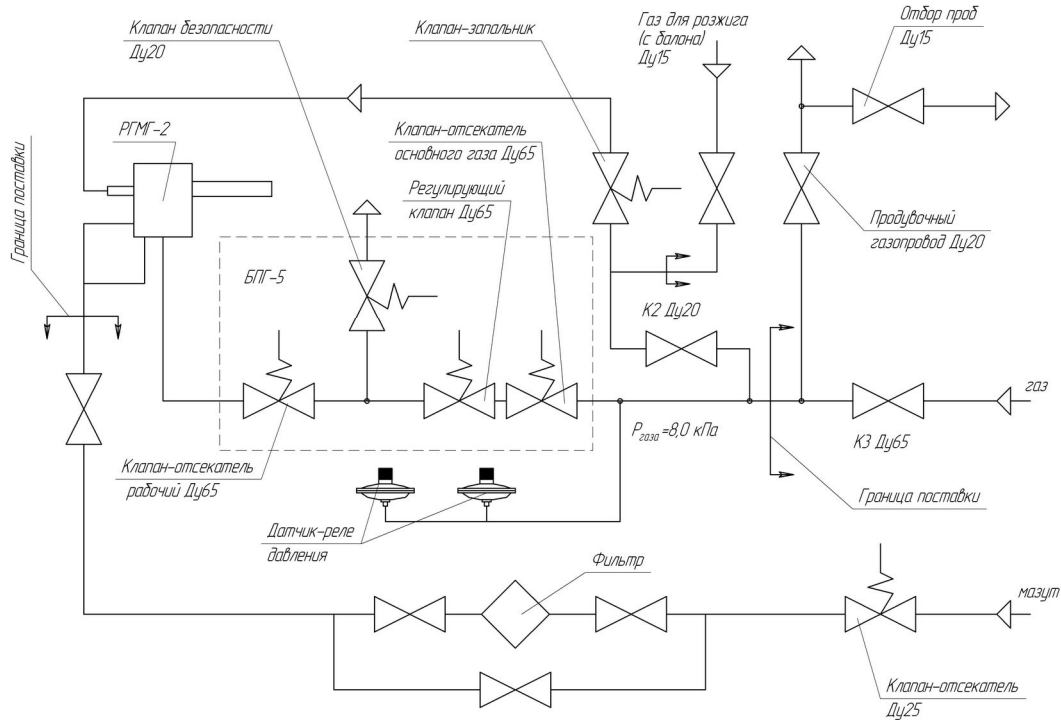 Клапан безопасности
Ду20
Клапан-запальник
Газ для розжига
(с балона)
Ду15
Отбор проб
Ду15
РГМГ-2
Клапан-отсекатель
основного газа Ду65
Регулирующий
клапан Ду65
Граница поставки
Продувочный
газопровод Ду20
БПГ-5
К2 Ду20
газ
Pгаза=8,0 кПа
К3 Ду65
Клапан-отсекатель
рабочий Ду65
Граница поставки
Датчик-реле
давления
Фильтр
мазут
Клапан-отсекатель
Ду25